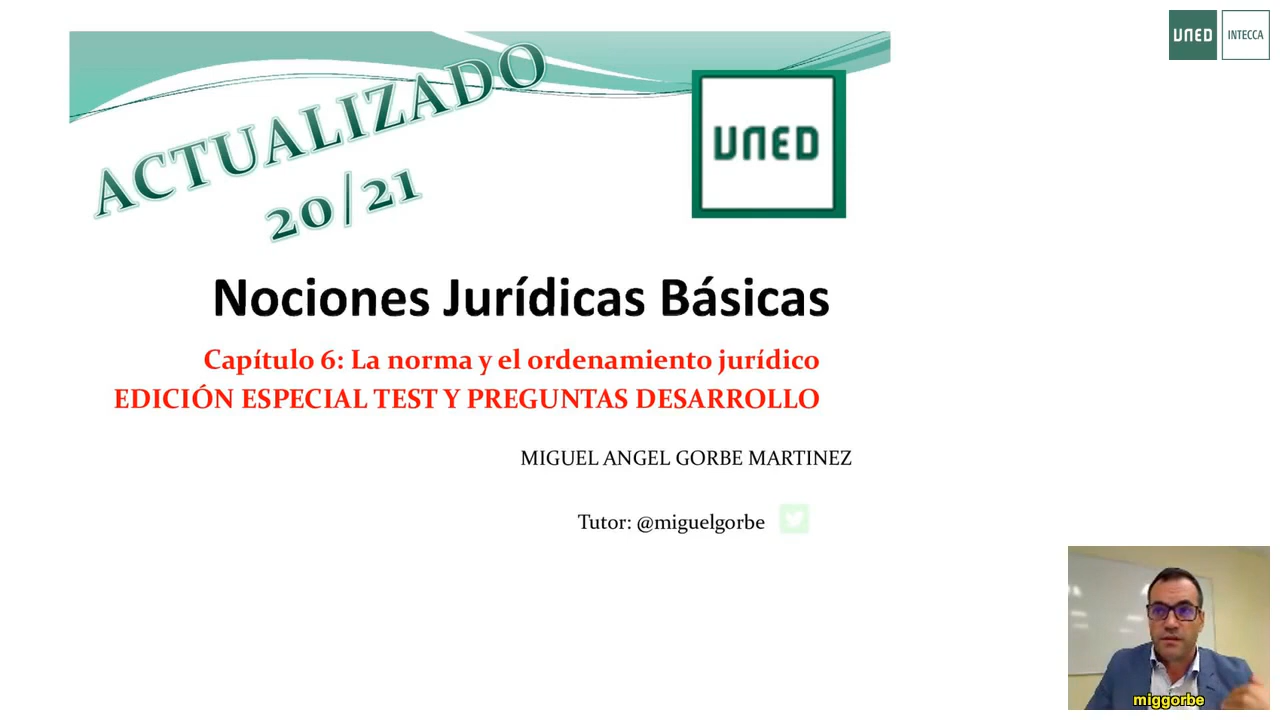 UNED INTECCA
ACTUALIZADO
20/21
UNED
Nociones Jurídicas Básicas
Capítulo 6: La norma y el ordenamiento jurídico
EDICIÓN ESPECIAL TEST Y PREGUNTAS DESARROLLO
MIGUEL ANGEL GORBE MARTINEZ
Tutor: @miguelgorbe
miggorbe